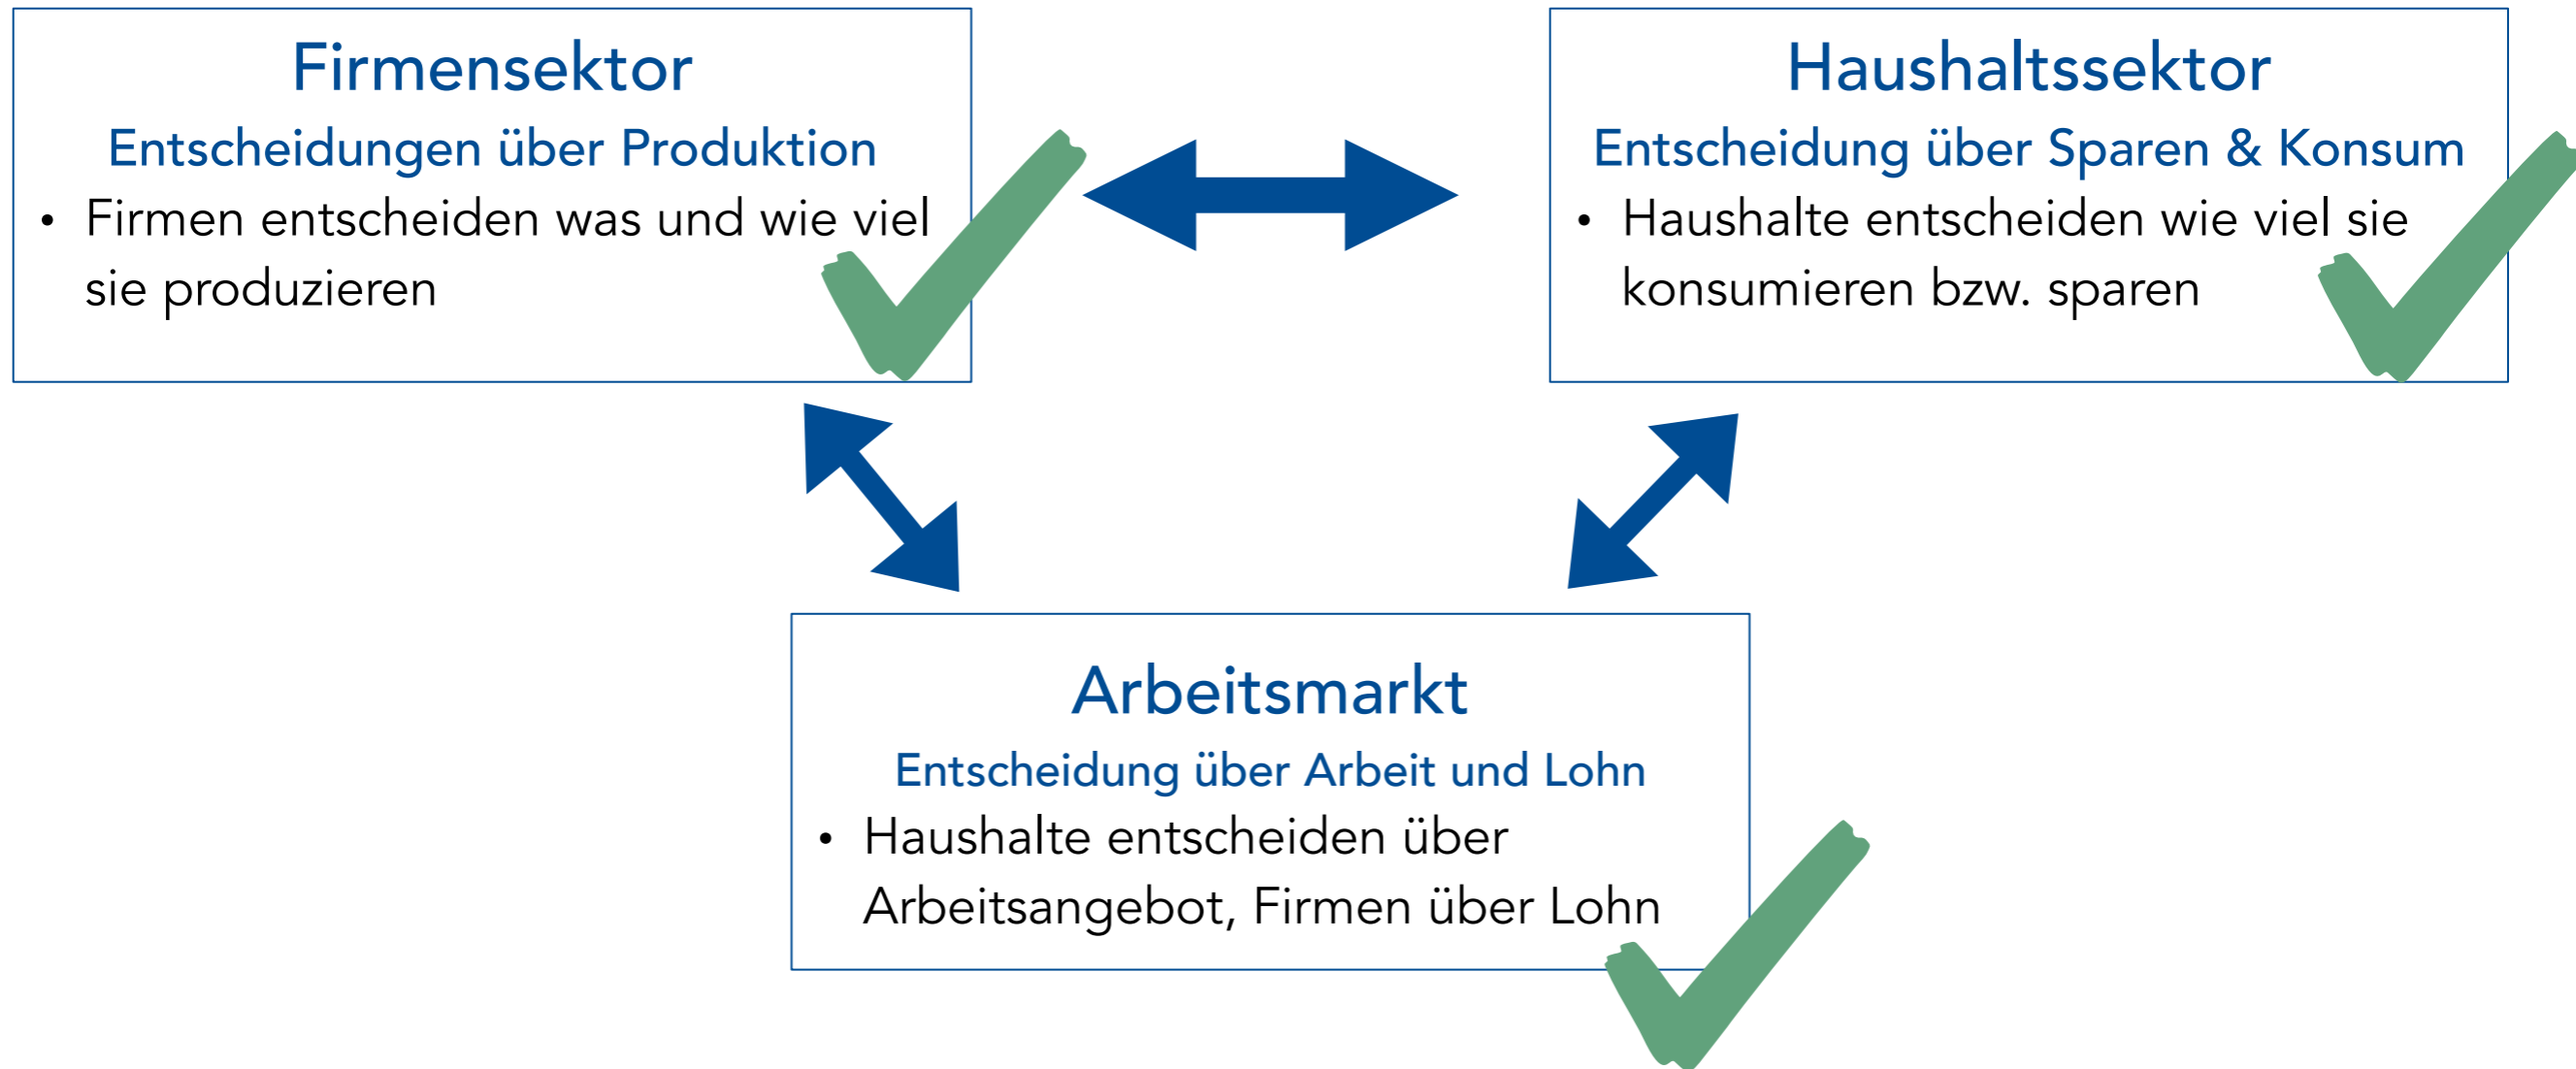 Firmensektor
Entscheidungen über Produktion
• Firmen entscheiden was und wie viel
sie produzieren
Haushaltssektor
Entscheidung über Sparen & Konsum
• Haushalte entscheiden wie viel sie
konsumieren bzw. sparen
Arbeitsmarkt
Entscheidung über Arbeit und Lohn
• Haushalte entscheiden über
Arbeitsangebot, Firmen über Lohn